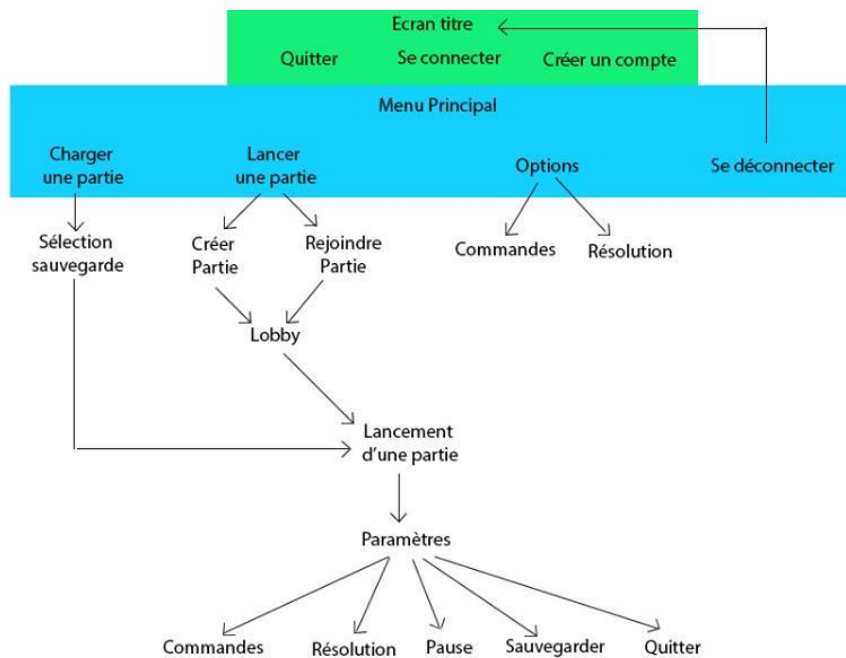 Ecran titre
Quitter Se connecter Créer un compte
Menu Principal
Charger
une partie
Lancer
une partie
Options
Se déconnecter
Sélection
sauvegarde
Créer
Partie
Rejoindre
Partie
Commandes
Résolution
Lobby
Lancement
d'une partie
Paramètres
Commandes Résolution Pause Sauvegarder Quitter